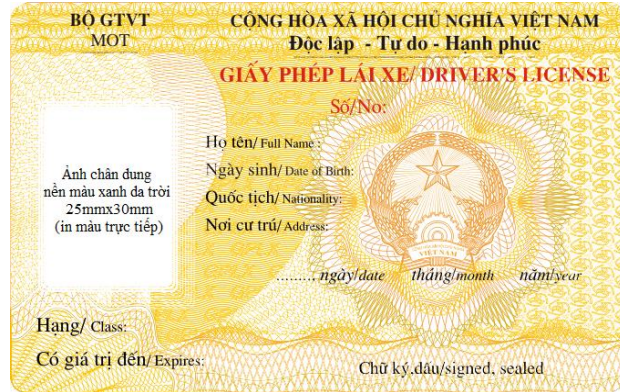 BỘ GTVT
MOT
CỘNG HÒA XÃ HỘI CHỦ NGHĨA VIỆT NAM
Độc lập - Tự do - Hạnh phúc
GIẤY PHÉP LÁI XE/ DRIVER'S LICENSE
Số/No:
Ảnh chân dung
nền màu xanh da trời
25mmx30mm
(in màu trực tiếp)
Họ tên/ Full Name :
Ngày sinh/ Date of Birth:
Quốc tịch/ Nationality:
Nơi cư trú/ Address:
VIỆT NAM
......... ngày/date tháng/month năm/year
Hạng/ Class:
Có giá trị đến/ Expires:
Chữ ký,dấu/signed, sealed